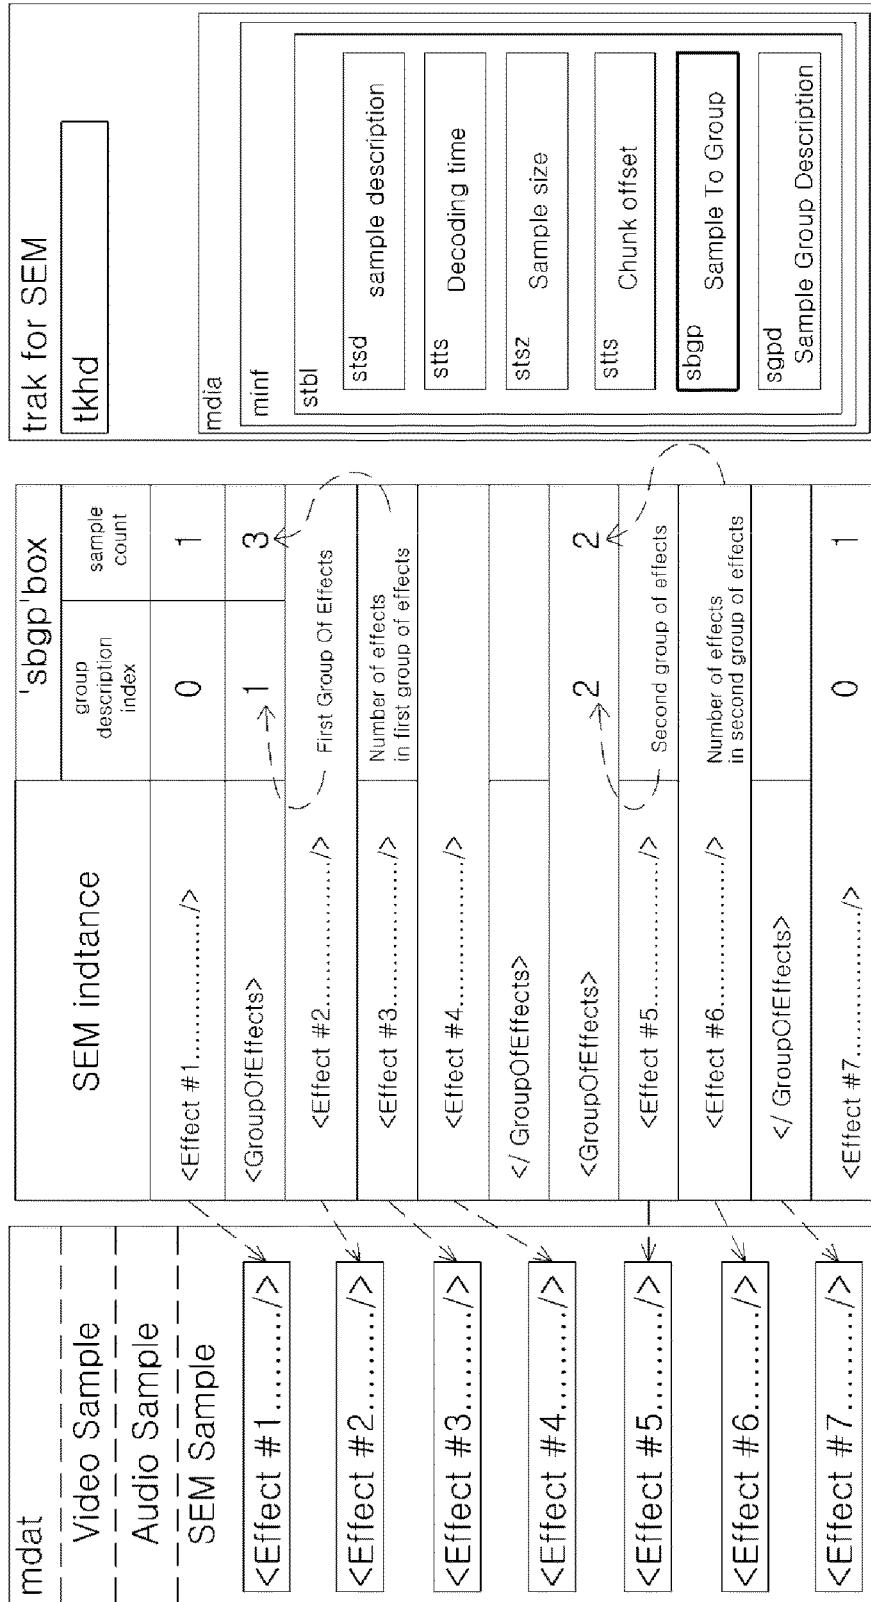 mdat
Video Sample
Audio Sample
SEM Sample
<Effect #1........./>
<Effect #2........./>
<Effect #3........./>
<Effect #4........./>
<Effect #5........./>
<Effect #6........./>
<Effect #7........./>
SEM indtance
'sbgp'box
group
description
index
sample
count
<Effect #1..................../>
0
1
<GroupOfEffects>
1
3
<Effect #2..................../>
First Group Of Effects
<Effect #3..................../>
Number of effects
in first group of effects
<Effect #4..................../>
</ GroupOfEffects>
<GroupOfEffects>
2
2
<Effect #5..................../>
Second group of effects
<Effect #6..................../>
Number of effects
in second group of effects
</ GroupOfEffects>
<Effect #7..................../>
0
1
trak for SEM
tkhd
mdia
minf
stbl
stsd
sample description
stts
Decoding time
stsz
Sample size
stts
Chunk offset
sbgp
Sample To Group
sgpd
Sample Group Description